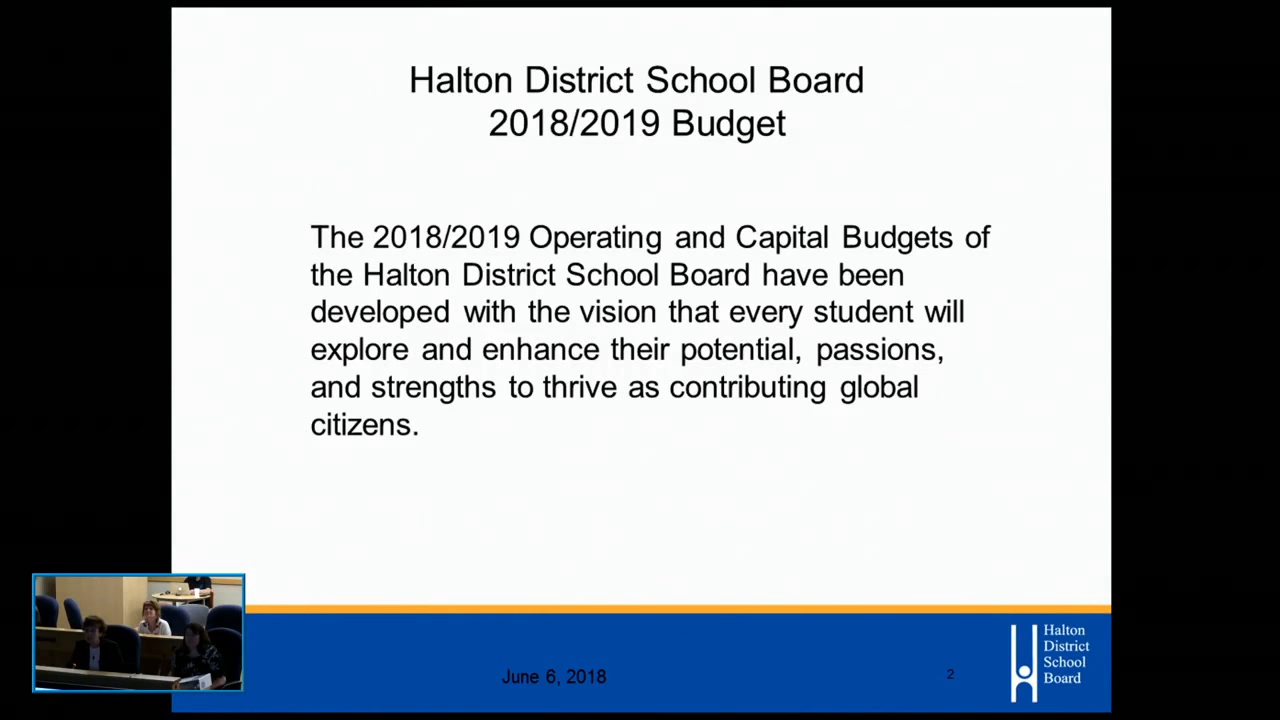 Halton District School Board
2018/2019 Budget
The 2018/2019 Operating and Capital Budgets of
the Halton District School Board have been
developed with the vision that every student will
explore and enhance their potential, passions,
and strengths to thrive as contributing global
citizens.
June 6, 2018
2
Halton
District
School
Board